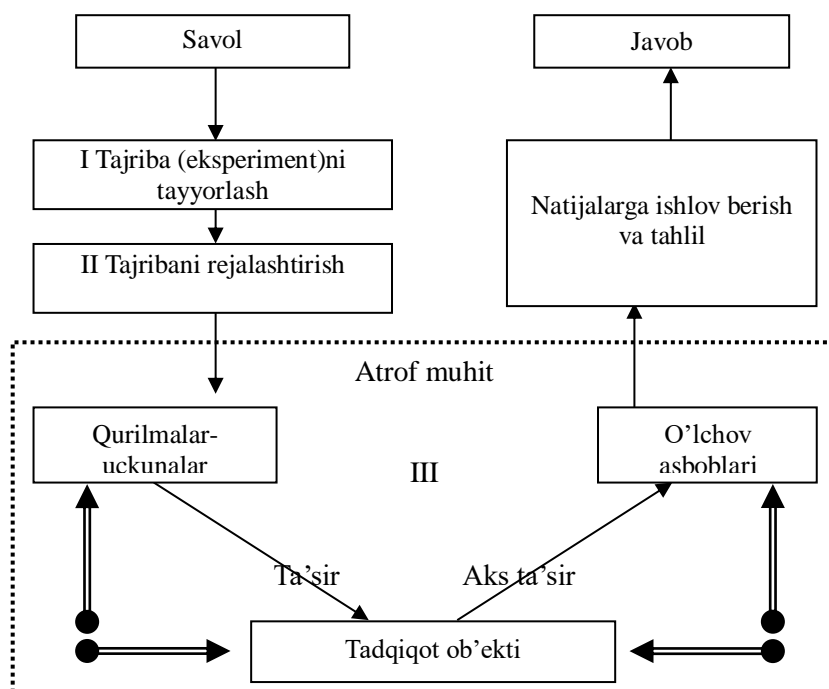 Savol
Javob
I Tajriba (eksperiment)ni
tayyorlash
Natijalarga ishlov berish
va tahlil
II Tajribani rejalashtirish
Atrof muhit
Qurilmalar-
uckunalar
O’lchov
asboblari
III
Ta’sir
Aks ta’sir
Tadqiqot ob’ekti